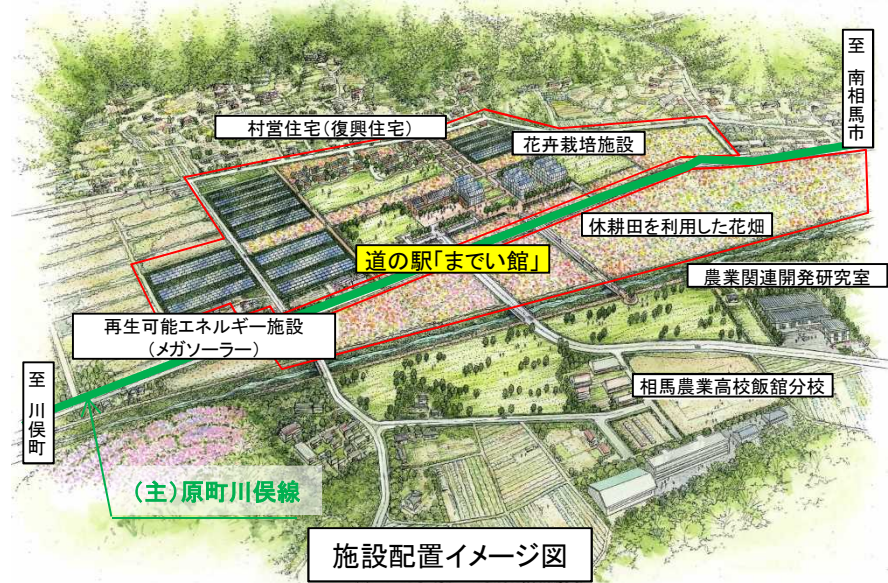 至 南相馬市
村営住宅(復興住宅)
花卉栽培施設
休耕田を利用した花畑
道の駅「までい館」
農業関連開発研究室
再生可能エネルギー施設
(メガソーラー)
至 川俣町
相馬農業高校飯舘分校
(主)原町川俣線
施設配置イメージ図